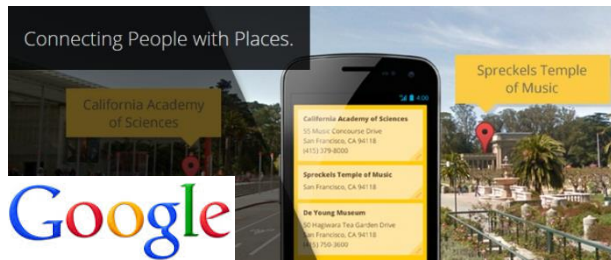 Connecting People with Places.
California Academy
of Sciences
Spreckels Temple
of Music
4:08
California Academy of Sciences
55 Music Concourse Drive
San Francisco, CA 94118
(415) 379-8000
Spreckels Temple of Music
San Francisco, CA 94118
De Young Museum
50 Hagiwara Tea Garden Drive
San Francisco, CA 94118
(415) 750-3600
Google